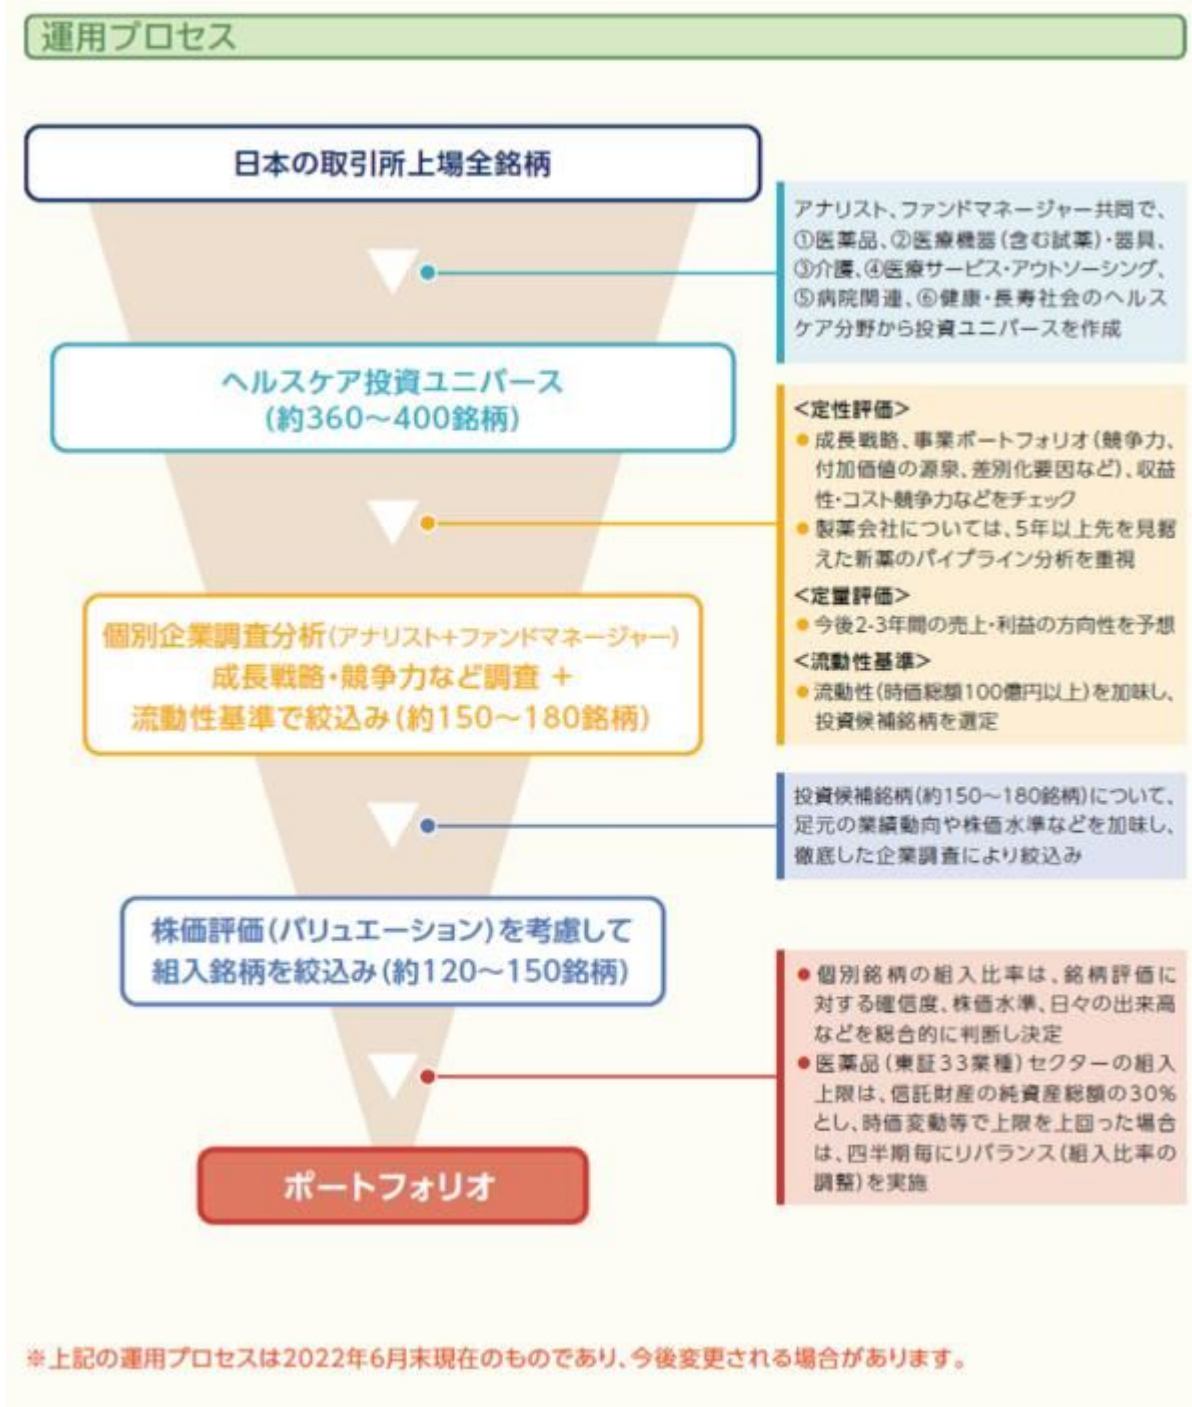 運用プロセス
日本の取引所上場全銘柄
アナリスト、ファンドマネージャー共同で、
①医薬品、②医療機器(含む試薬)・器具、
③介護、④医療サービス・アウトソーシング、
⑤病院関連、⑥健康・長寿社会のヘルス
ケア分野から投資ユニバースを作成
ヘルスケア投資ユニバース
(約360～400銘柄)
<定性評価>
● 成長戦略、事業ポートフォリオ(競争力、
付加価値の源泉、差別化要因など)、収益
性・コスト競争力などをチェック
● 製薬会社については、5年以上先を見据
えた新薬のパイプライン分析を重視
<定量評価>
● 今後2-3年間の売上・利益の方向性を予想
<流動性基準>
● 流動性(時価総額100億円以上)を加味し、
投資候補銘柄を選定
個別企業調査分析(アナリスト+ファンドマネージャー)
成長戦略・競争力など調査 +
流動性基準で絞込み(約150～180銘柄)
投資候補銘柄(約150～180銘柄)について、
足元の業績動向や株価水準などを加味し、
徹底した企業調査により絞込み
株価評価(バリュエーション)を考慮して
組入銘柄を絞込み(約120～150銘柄)
● 個別銘柄の組入比率は、銘柄評価に
対する確信度、株価水準、日々の出来高
などを総合的に判断し決定
● 医薬品(東証33業種)セクターの組入
上限は、信託財産の純資産総額の30%
とし、時価変動等で上限を上回った場合
は、四半期毎にリバランス(組入比率の
調整)を実施
ポートフォリオ
※上記の運用プロセスは2022年6月末現在のものであり、今後変更される場合があります。